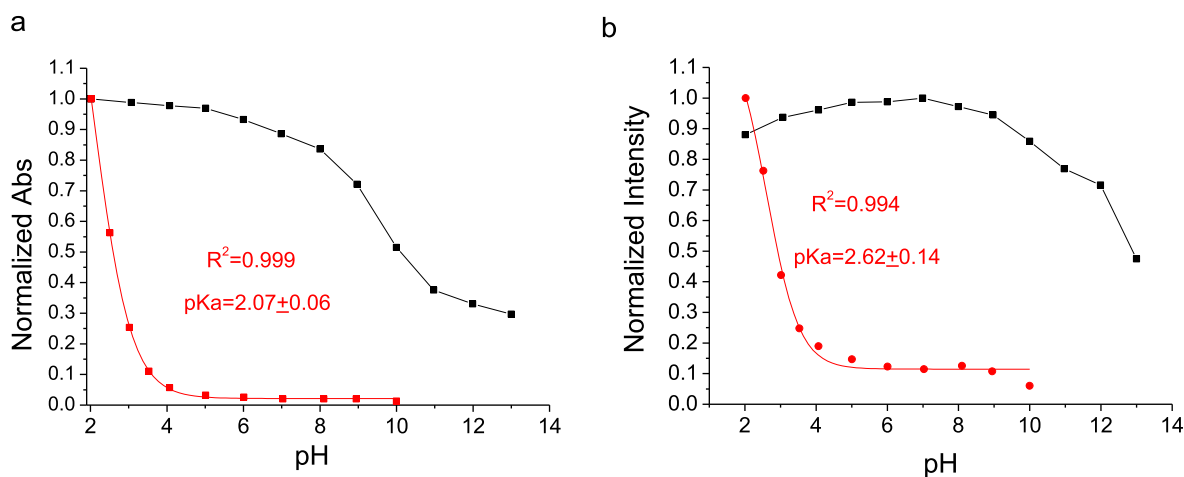 a
1.1
1.0
0.9
0.8
0.7
0.6
0.5
0.4
0.3
0.2
0.1
0.0
Normalized Abs
R²=0.999
pKa=2.07±0.06
2 4 6 8 10 12 14
pH
b
1.1
1.0
0.9
0.8
0.7
0.6
0.5
0.4
0.3
0.2
0.1
0.0
Normalized Intensity
R²=0.994
pKa=2.62±0.14
2 4 6 8 10 12 14
pH